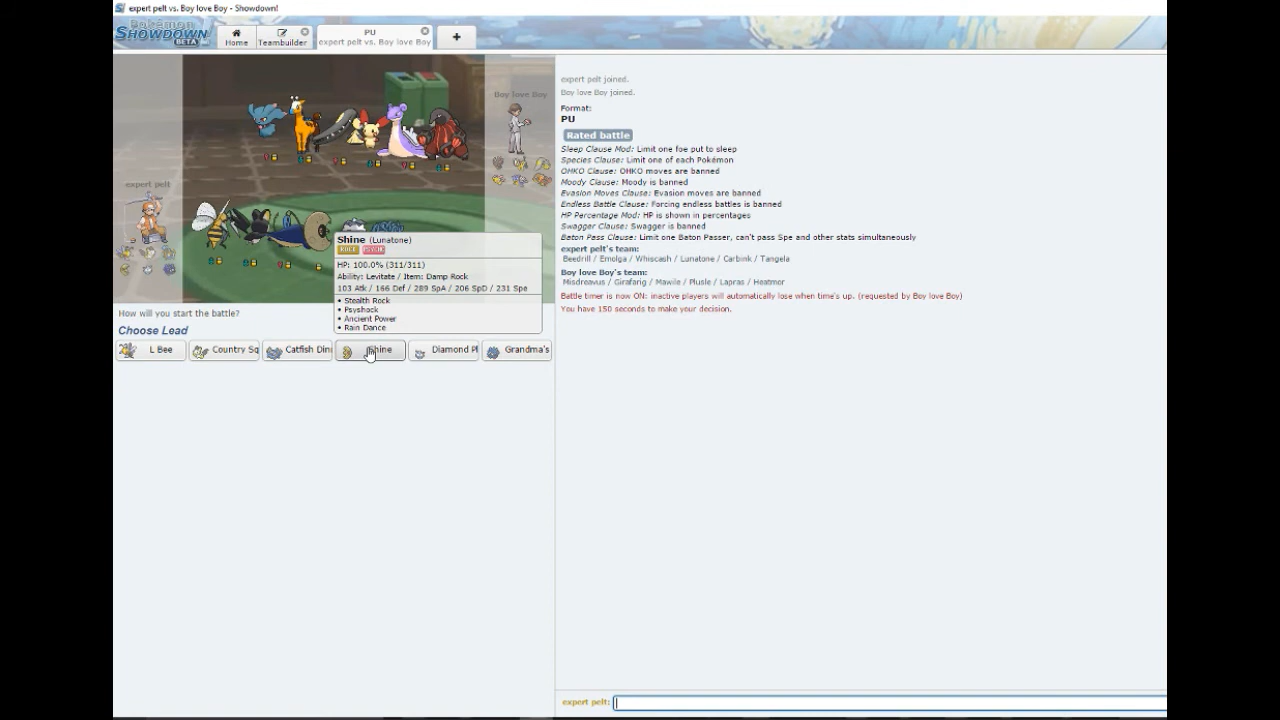 expert pelt vs. Boy love Boy - Showdown!
Pokémon
SHOWDOWN
BETA
Home
Teambuilder
PU
expert pelt vs. Boy love Boy
+
Boy love Boy
expert pelt
Shine (Lunatone)
ROCK PSYCHC
HP: 100.0% (311/311)
Ability: Levitate / Item: Damp Rock
103 Atk / 166 Def / 289 SpA / 206 SpD / 231 Spe
• Stealth Rock
• Psyshock
• Ancient Power
• Rain Dance
How will you start the battle?
Choose Lead
L Bee
Country Sq
Catfish Din
Shine
Diamond Pl
Grandma's
expert pelt joined.
Boy love Boy joined.
Format:
PU
Rated battle
Sleep Clause Mod: Limit one foe put to sleep
Species Clause: Limit one of each Pokémon
OHKO Clause: OHKO moves are banned
Moody Clause: Moody is banned
Evasion Moves Clause: Evasion moves are banned
Endless Battle Clause: Forcing endless battles is banned
HP Percentage Mod: HP is shown in percentages
Swagger Clause: Swagger is banned
Baton Pass Clause: Limit one Baton Passer, can't pass Spe and other stats simultaneously
expert pelt's team:
Beedrill / Emolga / Whiscash / Lunatone / Carbink / Tangela
Boy love Boy's team:
Misdreavus / Girafarig / Mawile / Plusle / Lapras / Heatmor
Battle timer is now ON: inactive players will automatically lose when time's up. (requested by Boy love Boy)
You have 150 seconds to make your decision.
expert pelt: